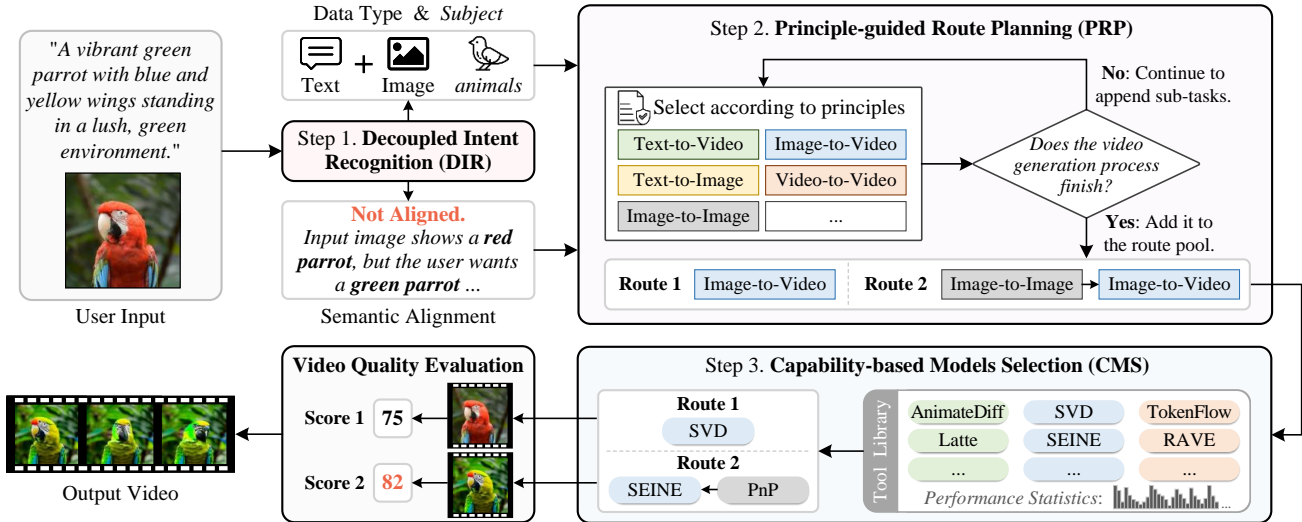 "A vibrant green
parrot with blue and
yellow wings standing
in a lush, green
environment."
User Input
Data Type & Subject
Text
+
Image
animals
Step 1. Decoupled Intent
Recognition (DIR)
Not Aligned.
Input image shows a red
parrot, but the user wants
a green parrot ...
Semantic Alignment
Step 2. Principle-guided Route Planning (PRP)
Select according to principles
Text-to-Video
Image-to-Video
Text-to-Image
Video-to-Video
Image-to-Image
...
No: Continue to
append sub-tasks.
Does the video
generation process
finish?
Yes: Add it to
the route pool.
Route 1
Image-to-Video
Route 2
Image-to-Image
Image-to-Video
Step 3. Capability-based Models Selection (CMS)
Tool Library
AnimateDiff
SVD
TokenFlow
Latte
SEINE
RAVE
...
...
...
Performance Statistics:
...
Route 1
SVD
Route 2
SEINE
PnP
Video Quality Evaluation
Score 1
75
Score 2
82
Output Video